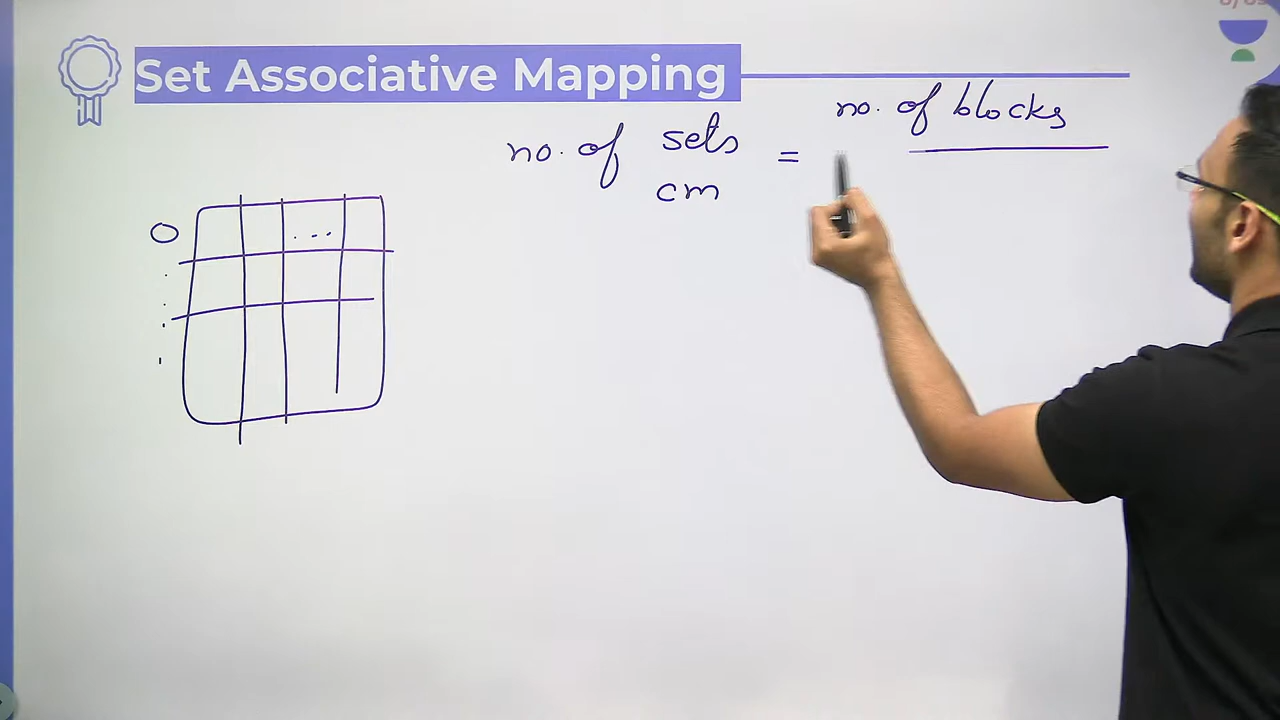 Set Associative Mapping
no. of sets = no. of blocks
cm
0 ...